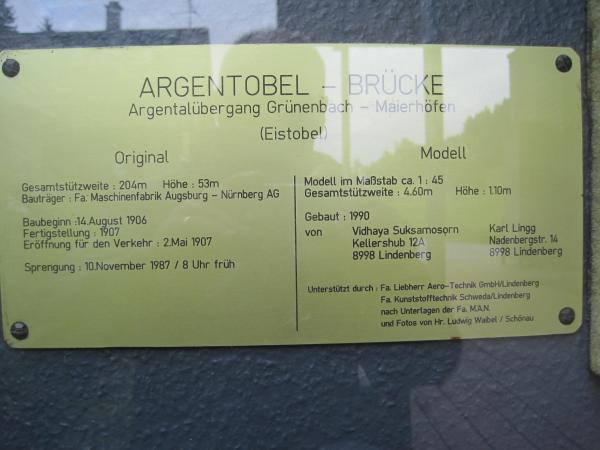 ARGENTOBEL – BRÜCKE
Argentalübergang Grünenbach – Maierhöfen
(Eistobel)
Original
Gesamtstützweite : 204m Höhe : 53m
Bauträger : Fa. Maschinenfabrik Augsburg – Nürnberg AG
Baubeginn :14.August 1906
Fertigstellung : 1907
Eröffnung für den Verkehr : 2.Mai 1907
Sprengung : 10.November 1987 / 8 Uhr früh
Modell
Modell im Maßstab ca. 1 : 45
Gesamtstützweite : 4.60m Höhe : 1.10m
Gebaut : 1990
von Vidhaya Suksamosorn Karl Lingg
Kellershub 12A Nadenbergstr. 14
8998 Lindenberg 8998 Lindenberg
Unterstützt durch : Fa. Liebherr Aero-Technik GmbH/Lindenberg
Fa. Kunststofftechnik Schweda/Lindenberg
nach Unterlagen der Fa. M.A.N.
und Fotos von Hr. Ludwig Waibel / Schönau